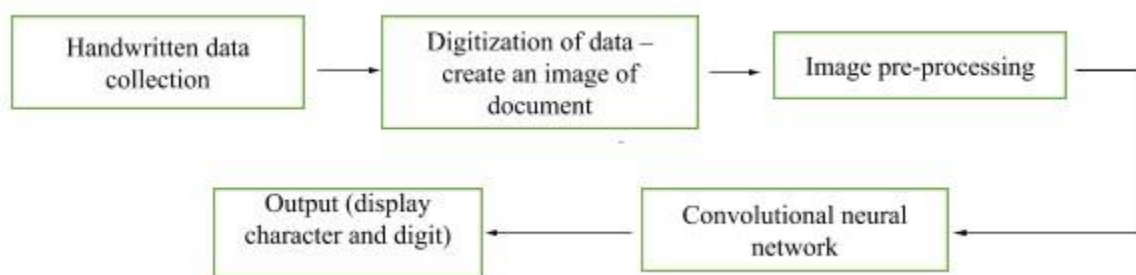 Handwritten data
collection
Digitization of data –
create an image of
document
Image pre-processing
Convolutional neural
network
Output (display
character and digit)